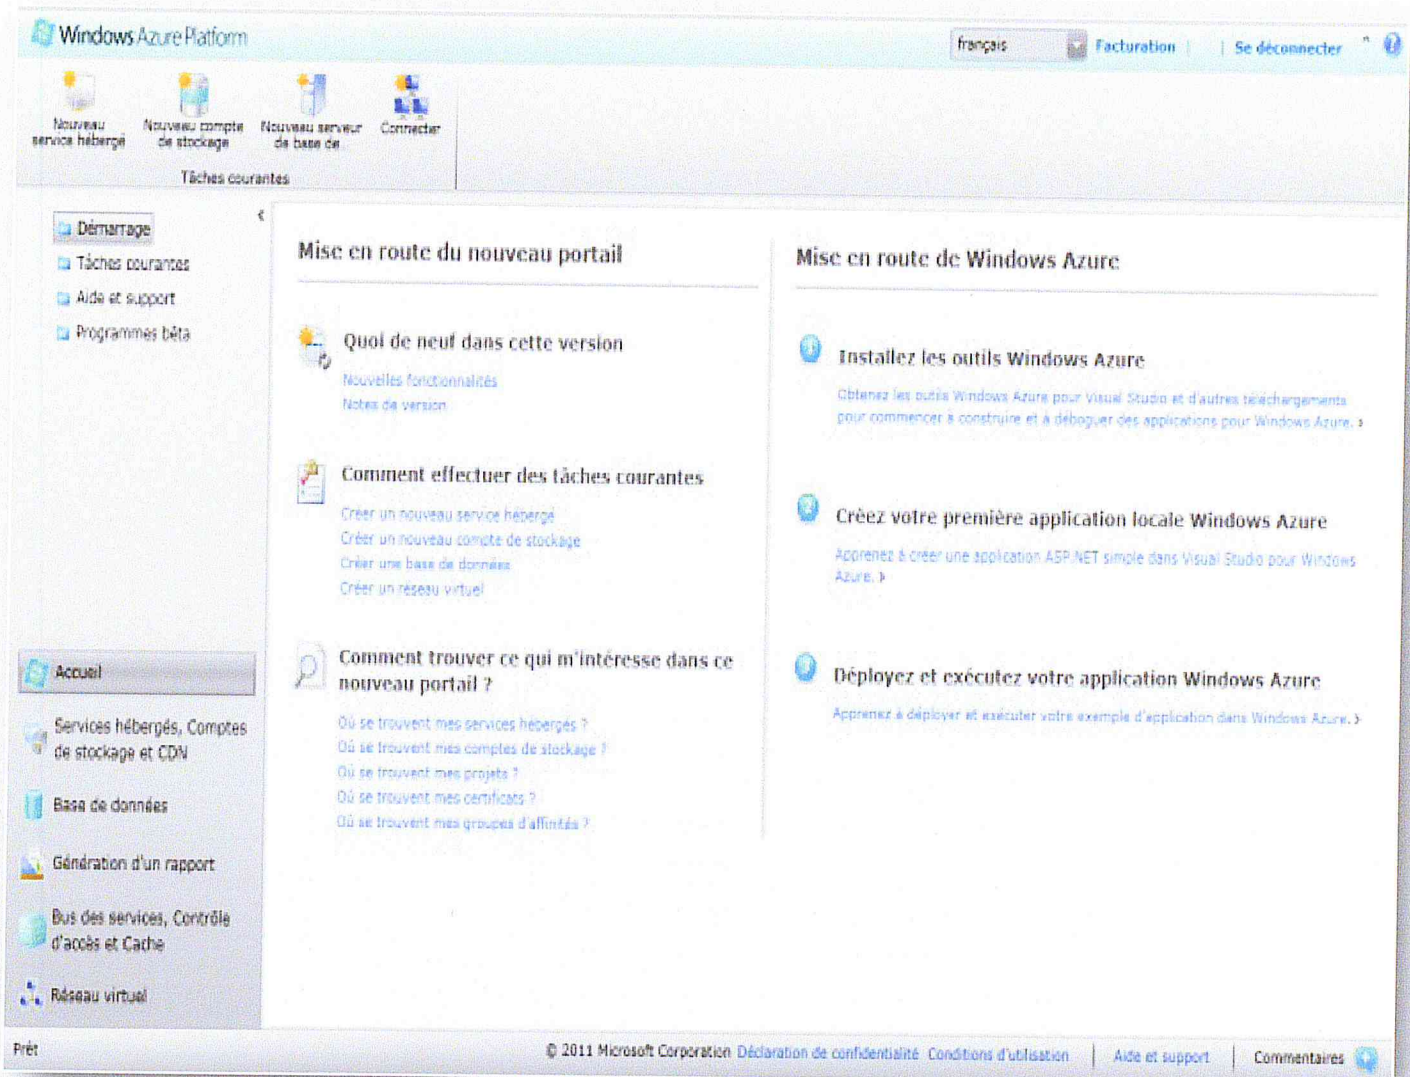 Windows Azure Platform
français
Facturation
Se déconnecter
Nouveau
service hébergé
Nouveau compte
de stockage
Nouveau serveur
de base de
Connecter
Tâches courantes
Démarrage
Tâches courantes
Aide et support
Programmes bêta
Accueil
Services hébergés, Comptes
de stockage et CDN
Base de données
Génération d'un rapport
Bus des services, Contrôle
d'accès et Cache
Réseau virtuel
Mise en route du nouveau portail
Quoi de neuf dans cette version
Nouvelles fonctionnalités
Notes de version
Comment effectuer des tâches courantes
Créer un nouveau service hébergé
Créer un nouveau compte de stockage
Créer une base de données
Créer un réseau virtuel
Comment trouver ce qui m'intéresse dans ce
nouveau portail ?
Où se trouvent mes services hébergés ?
Où se trouvent mes comptes de stockage ?
Où se trouvent mes projets ?
Où se trouvent mes certificats ?
Où se trouvent mes groupes d'affinités ?
Mise en route de Windows Azure
1
Installez les outils Windows Azure
Obtenez les outils Windows Azure pour Visual Studio et d'autres téléchargements
pour commencer à construire et à déboguer des applications pour Windows Azure.
2
Créez votre première application locale Windows Azure
Apprenez à créer une application ASP.NET simple dans Visual Studio pour Windows
Azure.
3
Déployez et exécutez votre application Windows Azure
Apprenez à déployer et exécuter votre exemple d'application dans Windows Azure.
Prêt
© 2011 Microsoft Corporation Déclaration de confidentialité Conditions d'utilisation
Aide et support
Commentaires